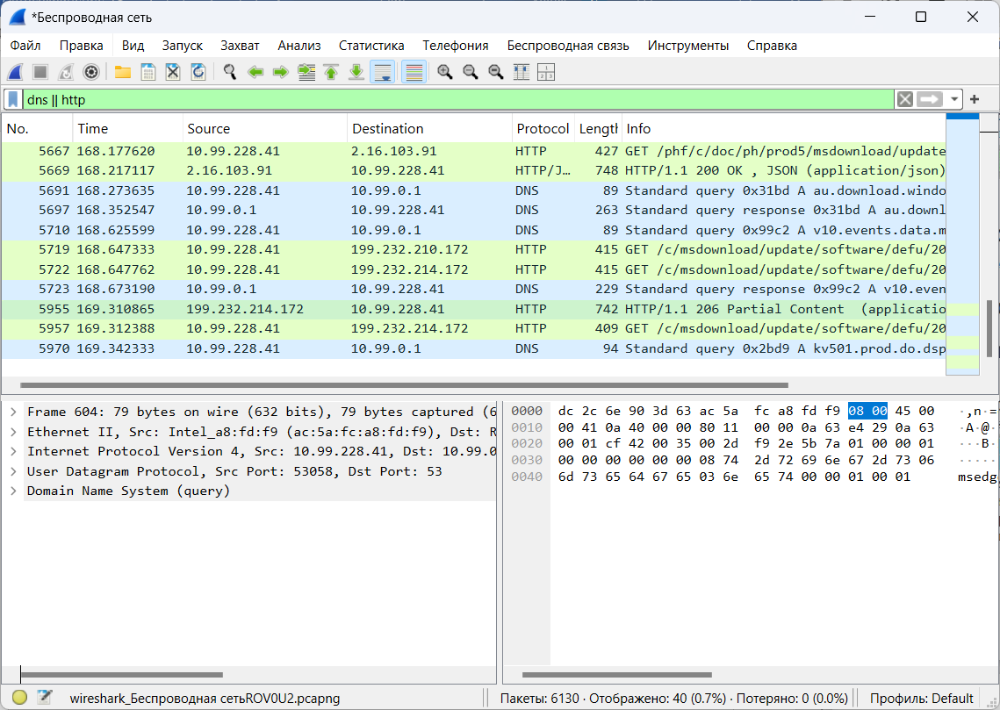 *Беспроводная сеть
Файл Правка Вид Запуск Захват Анализ Статистика Телефония Беспроводная связь Инструменты Справка
dns || http
No. Time Source Destination Protocol Length Info
5667 168.177620 10.99.228.41 2.16.103.91 HTTP 427 GET /phf/c/doc/ph/prod5/msdownload/update
5669 168.217117 2.16.103.91 10.99.228.41 HTTP/J… 748 HTTP/1.1 200 OK , JSON (application/json)
5691 168.273635 10.99.228.41 10.99.0.1 DNS 89 Standard query 0x31bd A au.download.windo
5697 168.352547 10.99.0.1 10.99.228.41 DNS 263 Standard query response 0x31bd A au.downl
5710 168.625599 10.99.228.41 10.99.0.1 DNS 89 Standard query 0x99c2 A v10.events.data.m
5719 168.647333 10.99.228.41 199.232.210.172 HTTP 415 GET /c/msdownload/update/software/defu/20
5722 168.647762 10.99.228.41 199.232.214.172 HTTP 415 GET /c/msdownload/update/software/defu/20
5723 168.673190 10.99.0.1 10.99.228.41 DNS 229 Standard query response 0x99c2 A v10.even
5955 169.310865 199.232.214.172 10.99.228.41 HTTP 742 HTTP/1.1 206 Partial Content (applicatio
5957 169.312388 10.99.228.41 199.232.214.172 HTTP 409 GET /c/msdownload/update/software/defu/20
5970 169.342333 10.99.228.41 10.99.0.1 DNS 94 Standard query 0x2bd9 A kv501.prod.do.dsp
Frame 604: 79 bytes on wire (632 bits), 79 bytes captured (6
Ethernet II, Src: Intel_a8:fd:f9 (ac:5a:fc:a8:fd:f9), Dst: R
Internet Protocol Version 4, Src: 10.99.228.41, Dst: 10.99.0
User Datagram Protocol, Src Port: 53058, Dst Port: 53
Domain Name System (query)
0000 dc 2c 6e 90 3d 63 ac 5a fc a8 fd f9 08 00 45 00 ·,n·=
0010 00 41 0a 40 00 00 80 11 00 00 0a 63 e4 29 0a 63 ·A·@·
0020 00 01 cf 42 00 35 00 2d f9 2e 5b 7a 01 00 00 01 ···B·
0030 00 00 00 00 00 00 08 74 2d 72 69 6e 67 2d 73 06 ·····
0040 6d 73 65 64 67 65 03 6e 65 74 00 00 01 00 01 msedg
wireshark_Беспроводная сетьROV0U2.pcapng
Пакеты: 6130 · Отображено: 40 (0.7%) · Потеряно: 0 (0.0%)
Профиль: Default